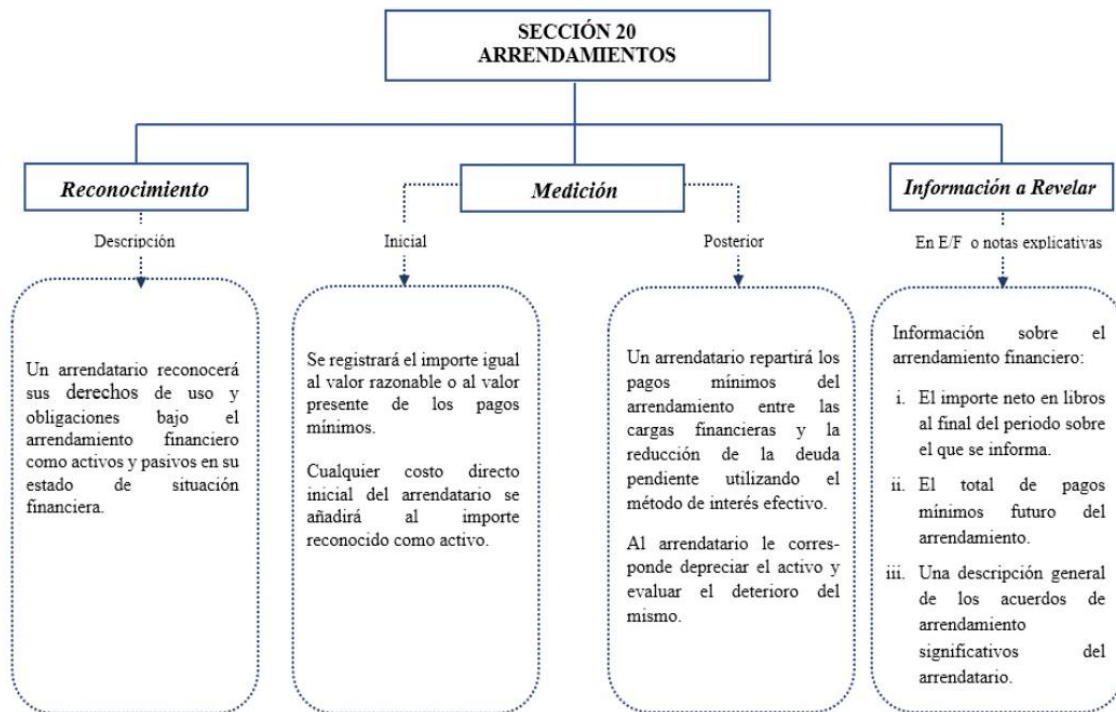 SECCIÓN 20
ARRENDAMIENTOS
Reconocimiento
Medición
Información a Revelar
Descripción
Inicial
Posterior
En E/F o notas explicativas
Un arrendatario reconocerá
sus derechos de uso y
obligaciones bajo el
arrendamiento financiero
como activos y pasivos en su
estado de situación
financiera.
Se registrará el importe igual
al valor razonable o al valor
presente de los pagos
mínimos.
Cualquier costo directo
inicial del arrendatario se
añadirá al importe
reconocido como activo.
Un arrendatario repartirá los
pagos mínimos del
arrendamiento entre las
cargas financieras y la
reducción de la deuda
pendiente utilizando el
método de interés efectivo.
Al arrendatario le corres-
ponde depreciar el activo y
evaluar el deterioro del
mismo.
Información sobre el
arrendamiento financiero:
i. El importe neto en libros
al final del periodo sobre
el que se informa.
ii. El total de pagos
mínimos futuro del
arrendamiento.
iii. Una descripción general
de los acuerdos de
arrendamiento
significativos del
arrendatario.